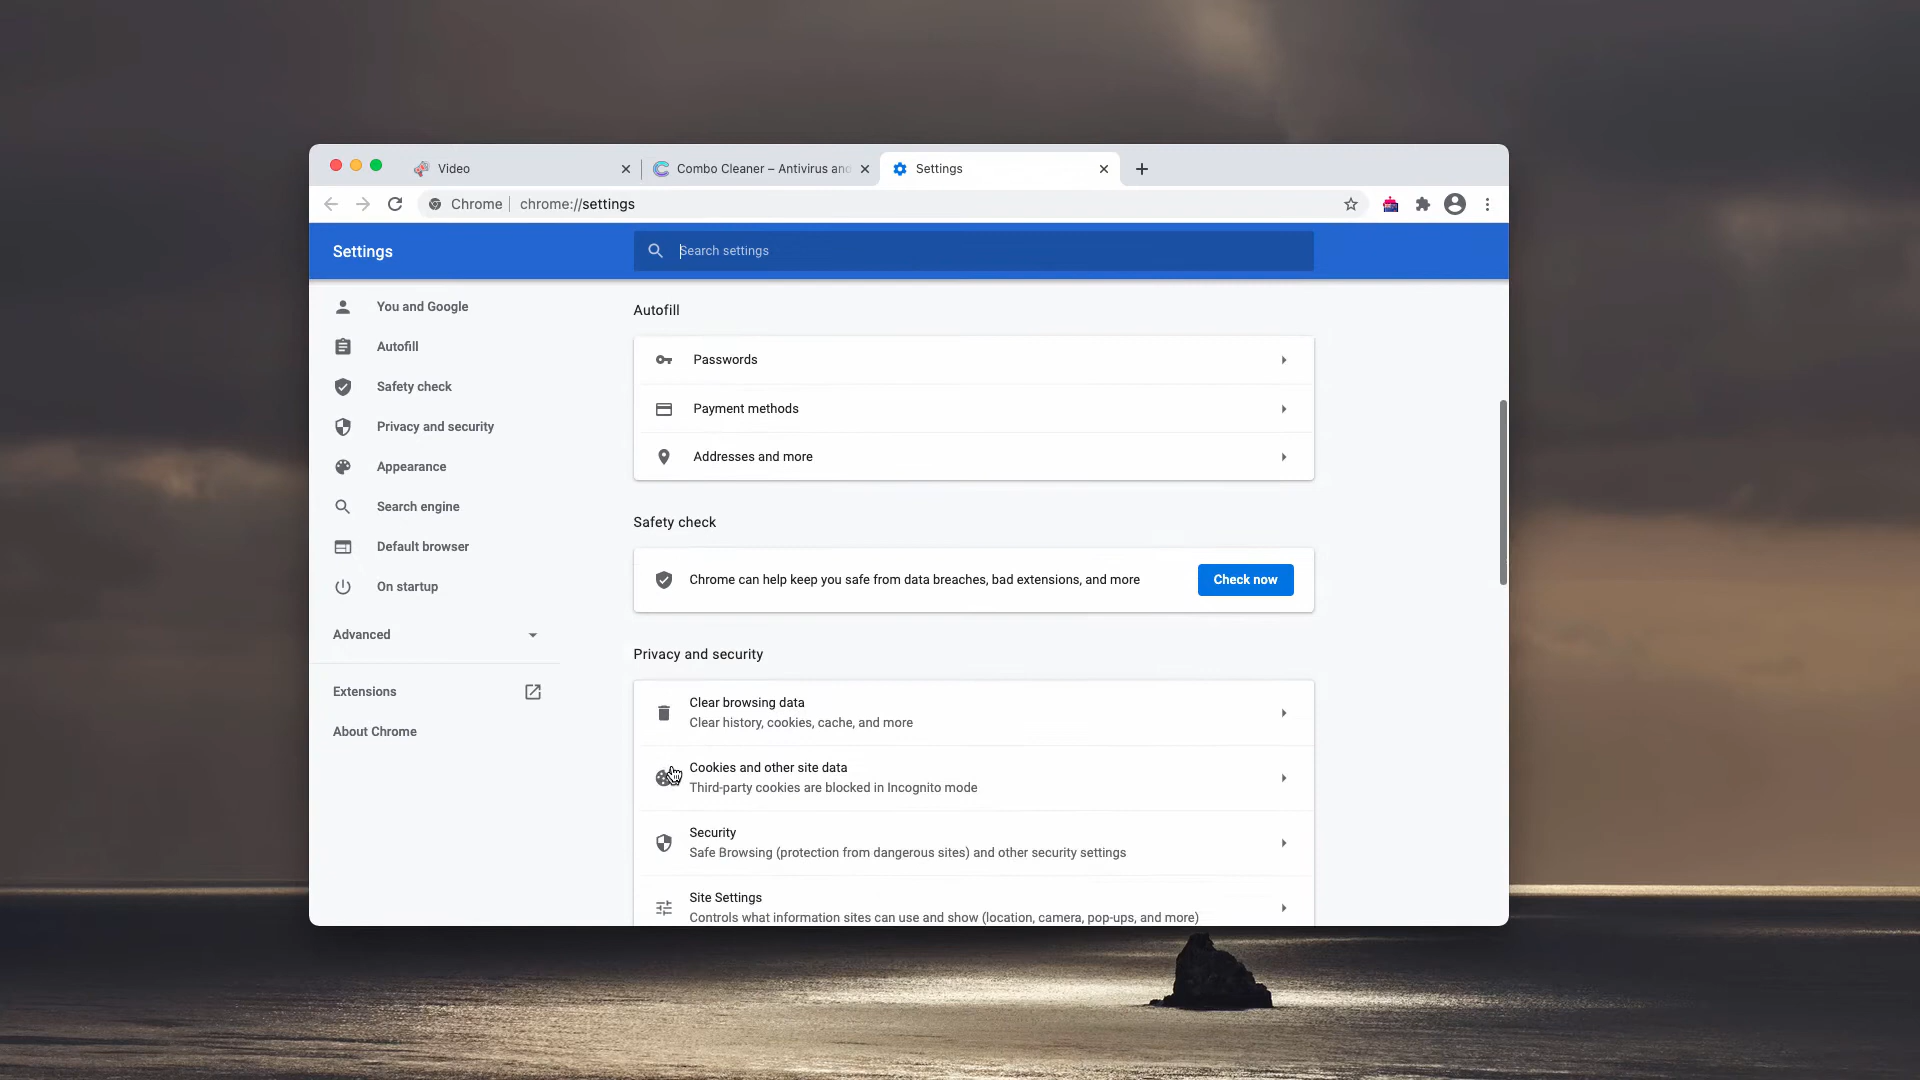 Video
Combo Cleaner – Antivirus and
Settings
Chrome | chrome://settings
Settings
Search settings
You and Google
Autofill
Safety check
Privacy and security
Appearance
Search engine
Default browser
On startup
Advanced
Extensions
About Chrome
Autofill
Passwords
Payment methods
Addresses and more
Safety check
Chrome can help keep you safe from data breaches, bad extensions, and more
Check now
Privacy and security
Clear browsing data
Clear history, cookies, cache, and more
Cookies and other site data
Third-party cookies are blocked in Incognito mode
Security
Safe Browsing (protection from dangerous sites) and other security settings
Site Settings
Controls what information sites can use and show (location, camera, pop-ups, and more)